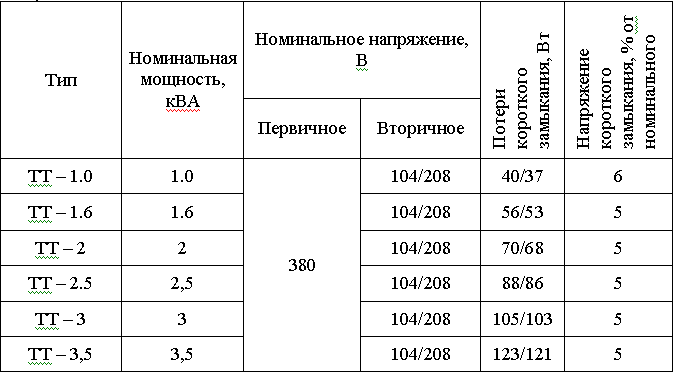 Тип
Номинальная
мощность,
кВА
Номинальное напряжение,
В
Первичное
Вторичное
Потери
короткого
замыкания, Вт
Напряжение
короткого
замыкания, % от
номинального
ТТ – 1.0 1.0 104/208 40/37 6
ТТ – 1.6 1.6 104/208 56/53 5
ТТ – 2 2 104/208 70/68 5
380
ТТ – 2.5 2,5 104/208 88/86 5
ТТ – 3 3 104/208 105/103 5
ТТ – 3,5 3,5 104/208 123/121 5